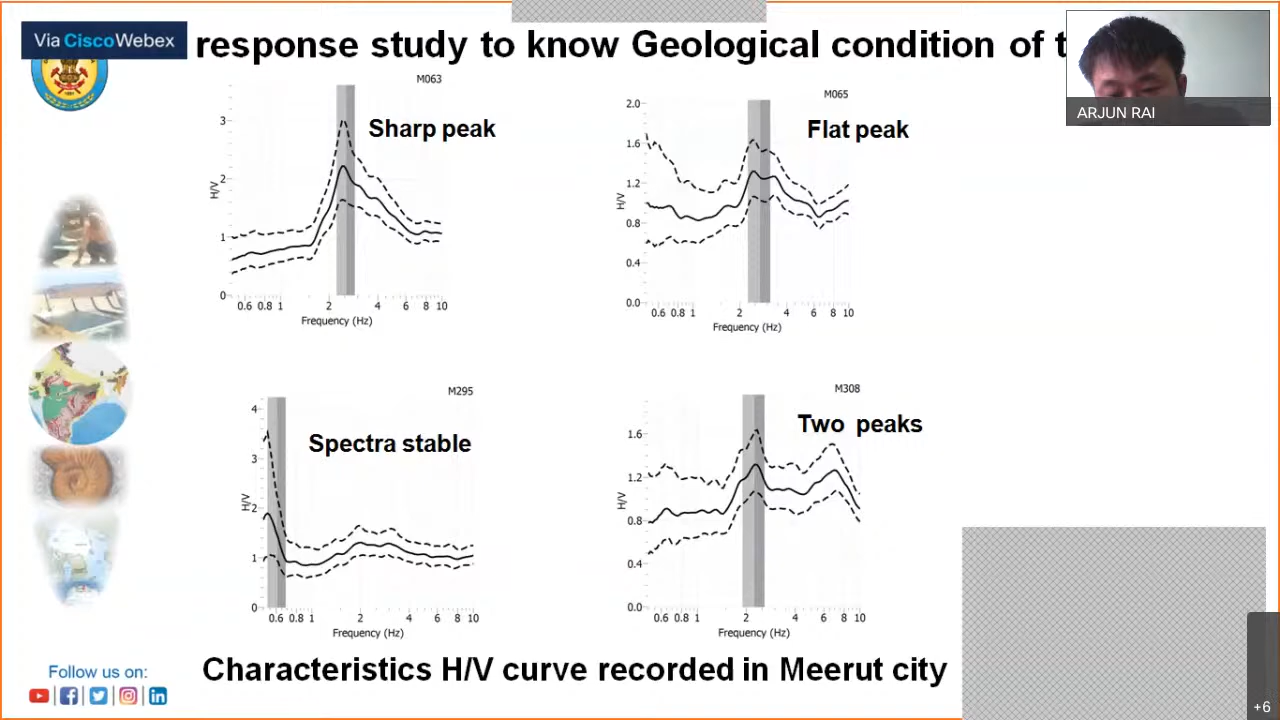 Via Cisco Webex
response study to know Geological condition of t
ARJUN RAI
M063
Sharp peak
H/V
3
2
1
0
0.6 0.8 1 2 4 6 8 10
Frequency (Hz)
M065
Flat peak
H/V
2.0
1.6
1.2
0.8
0.4
0.0
0.6 0.8 1 2 4 6 8 10
Frequency (Hz)
M295
Spectra stable
H/V
4
3
2
1
0
0.6 0.8 1 2 4 6 8 10
Frequency (Hz)
M308
Two peaks
H/V
1.6
1.2
0.8
0.4
0.0
0.6 0.8 1 2 4 6 8 10
Frequency (Hz)
Follow us on:
Characteristics H/V curve recorded in Meerut city
+6